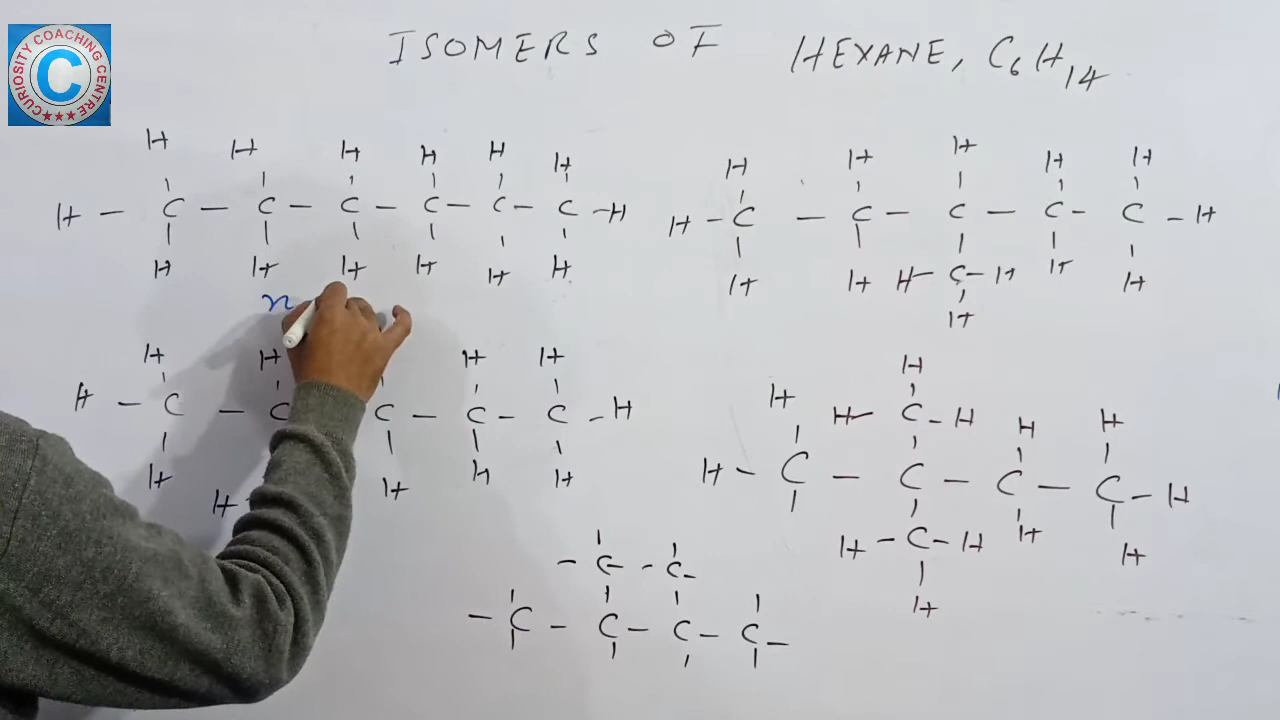 CURIOSITY COACHING CENTRE
C
ISOMERS OF HEXANE, C6H14
H H H H H H
H – C – C – C – C – C – C – H
H H H H H H
n
H H H H H
H – C – C – C – C – C – H
H H H – C – H H H
H
H H H H
H – C – C – C – C – C – H
H H H H
H
H
H H – C – H H H
H – C – C – C – C – H
H – C – H H H
H
– C – – C –
– C – C – C – C –